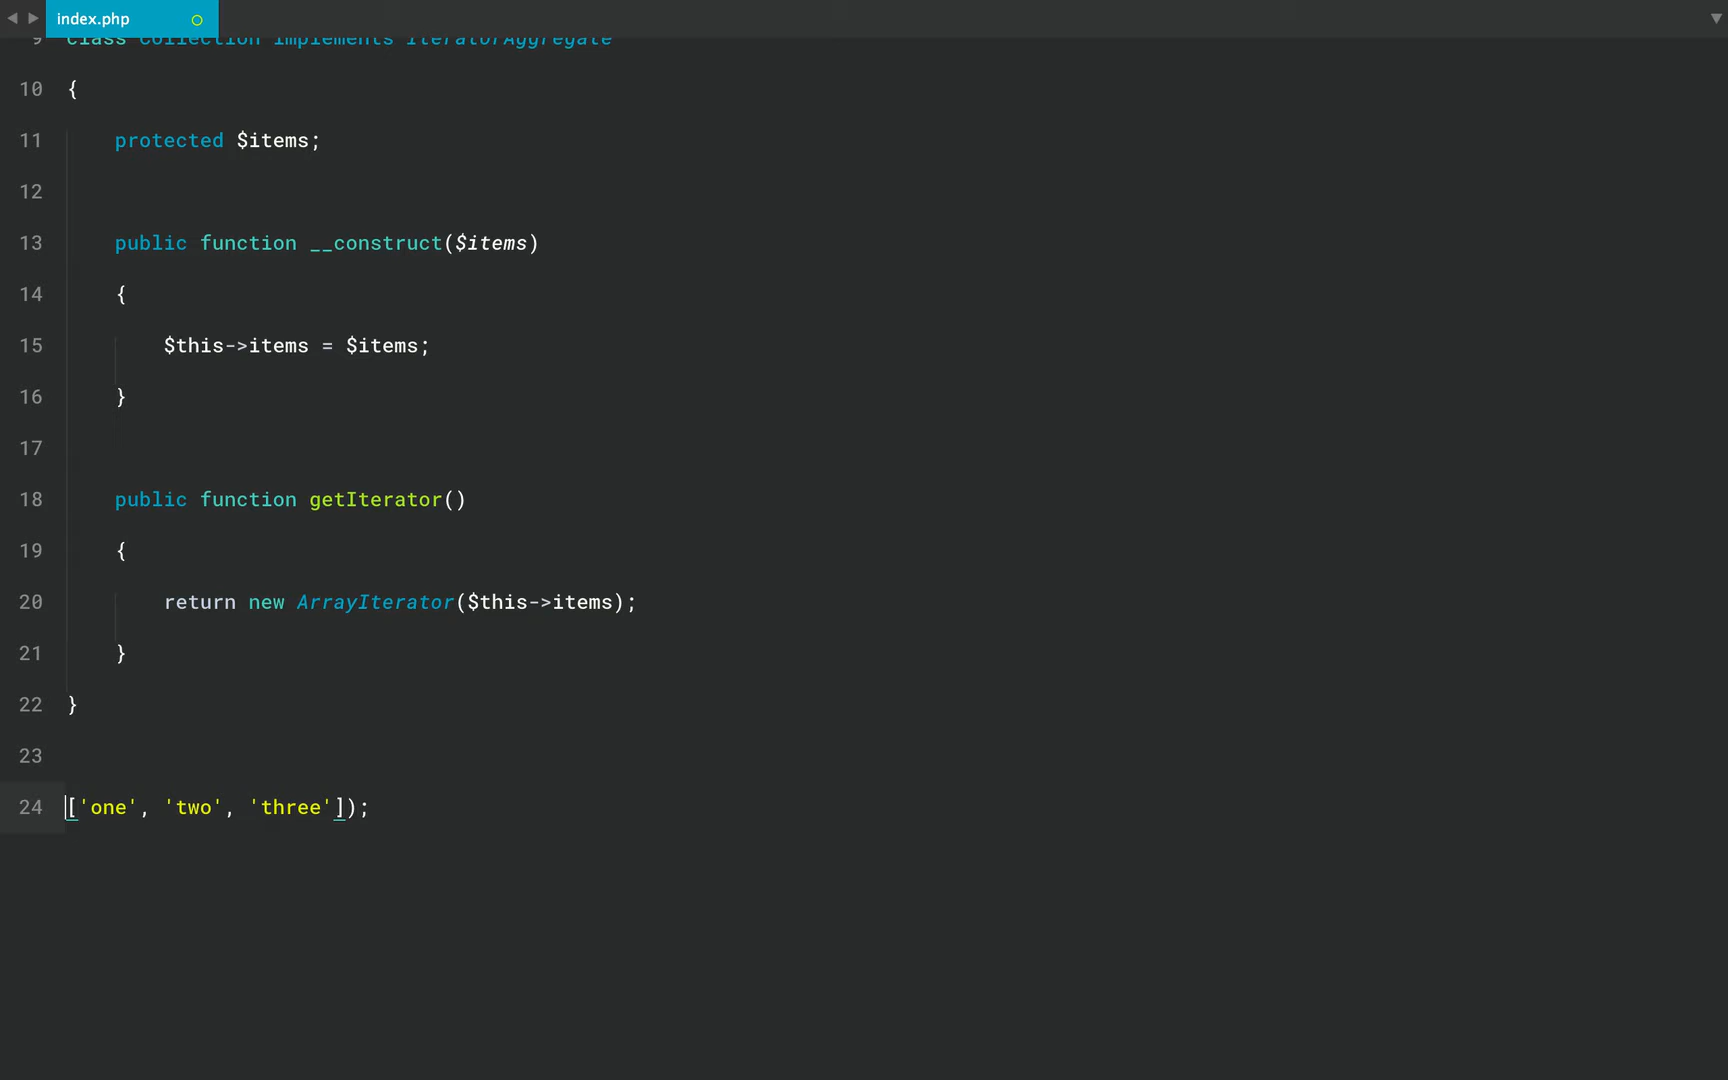 index.php
9 class Collection implements IteratorAggregate
10 {
11 protected $items;
12
13 public function __construct($items)
14 {
15 $this->items = $items;
16 }
17
18 public function getIterator()
19 {
20 return new ArrayIterator($this->items);
21 }
22 }
23
24 ['one', 'two', 'three']);